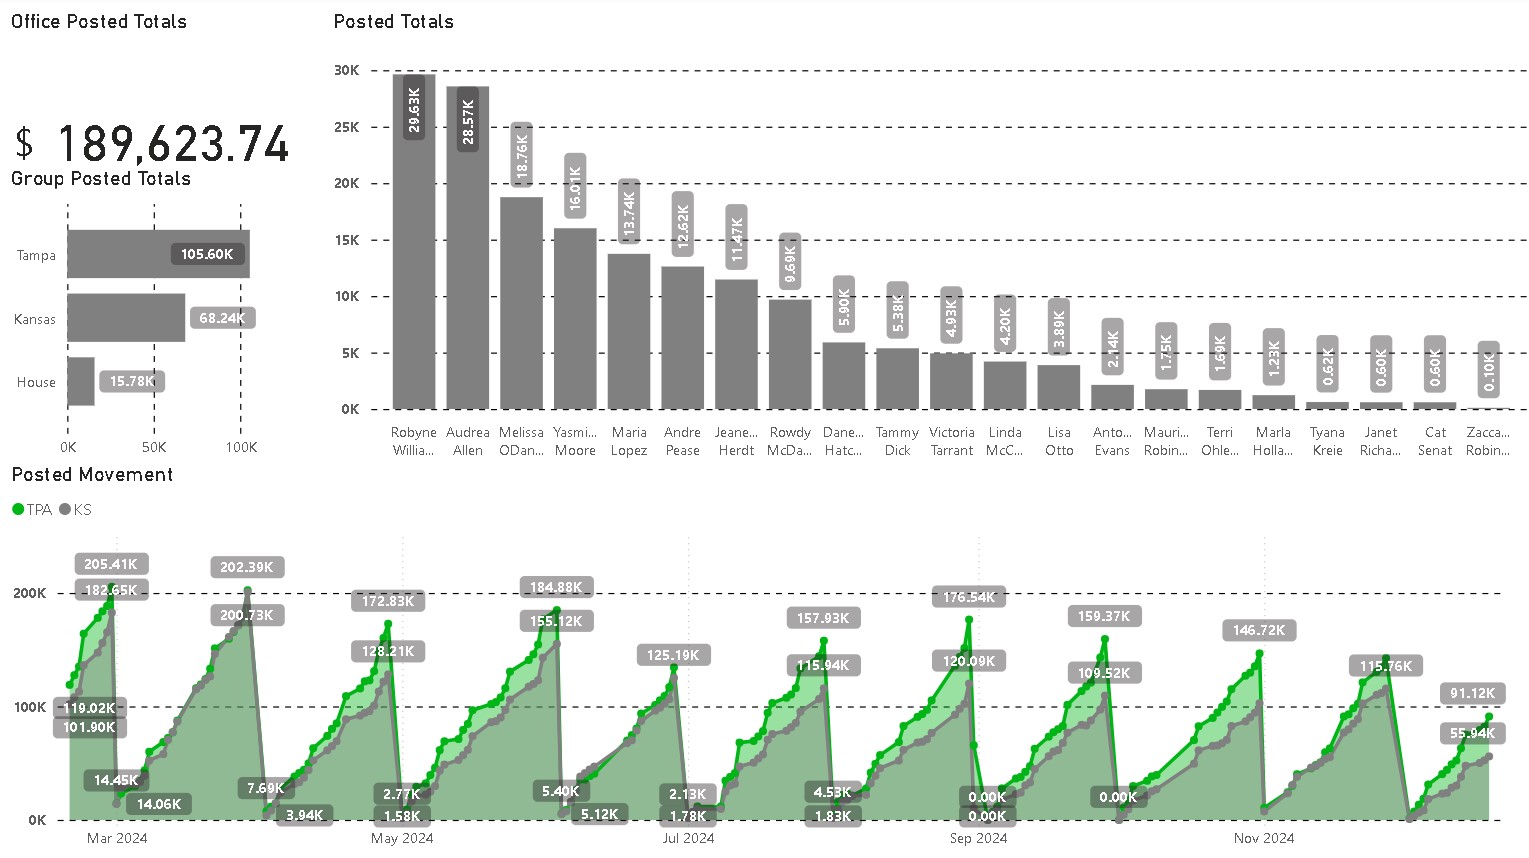 Office Posted Totals
$ 189,623.74
Group Posted Totals
Tampa 105.60K
Kansas 68.24K
House 15.78K
0K 50K 100K
Posted Totals
30K
25K
20K
15K
10K
5K
0K
29.63K 28.57K 18.76K 16.01K 13.74K 12.62K 11.47K 9.69K 5.90K 5.38K 4.93K 4.20K 3.89K 2.14K 1.75K 1.69K 1.23K 0.62K 0.60K 0.60K 0.10K
Robyne Audrea Melissa Yasmi... Maria Andre Jeane... Rowdy Dane... Tammy Victoria Linda Lisa Anto... Mauri... Terri Marla Tyana Janet Cat Zacca...
Willia... Allen ODan... Moore Lopez Pease Herdt McDa... Hatc... Dick Tarrant McC... Otto Evans Robin... Ohle... Holla... Kreie Richa... Senat Robin...
Posted Movement
TPA KS
200K
100K
0K
205.41K 202.39K 172.83K 184.88K 125.19K 157.93K 176.54K 159.37K 146.72K 115.76K 91.12K
182.65K 200.73K 128.21K 155.12K 115.94K 120.09K 109.52K 55.94K
119.02K
101.90K
14.45K 7.69K 2.77K 5.40K 2.13K 4.53K 0.00K 0.00K
14.06K 3.94K 1.58K 5.12K 1.78K 1.83K 0.00K
Mar 2024 May 2024 Jul 2024 Sep 2024 Nov 2024